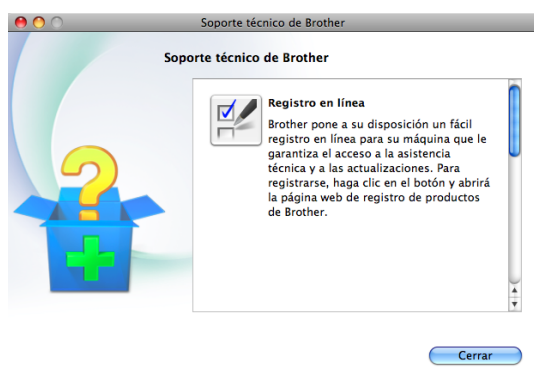 Soporte técnico de Brother
Soporte técnico de Brother
Registro en línea
Brother pone a su disposición un fácil
registro en línea para su máquina que le
garantiza el acceso a la asistencia
técnica y a las actualizaciones. Para
registrarse, haga clic en el botón y abrirá
la página web de registro de productos
de Brother.
Cerrar